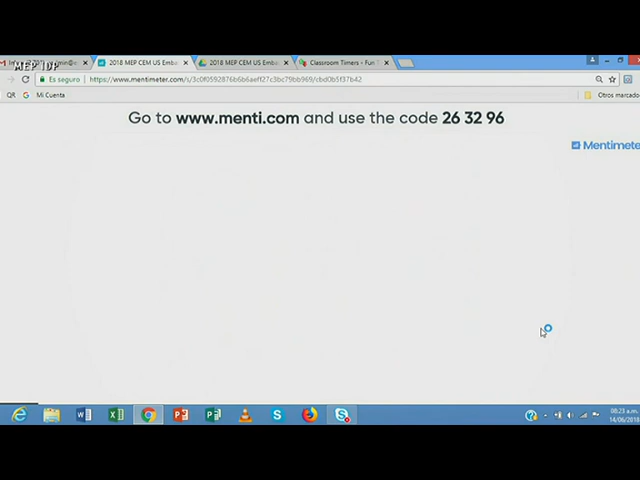 MEP IDP
2018 MEP CEM US Emba
2018 MEP CEM US Emba
Classroom Timers - Fun
Es seguro
https://www.mentimeter.com/s/3c0f0592876b6b6aeff27c3bc79bb969/cbd0b5f37b42
QR
Mi Cuenta
Otros marcado
Go to www.menti.com and use the code 26 32 96
Mentimete
08:23 a.m.
14/06/2018